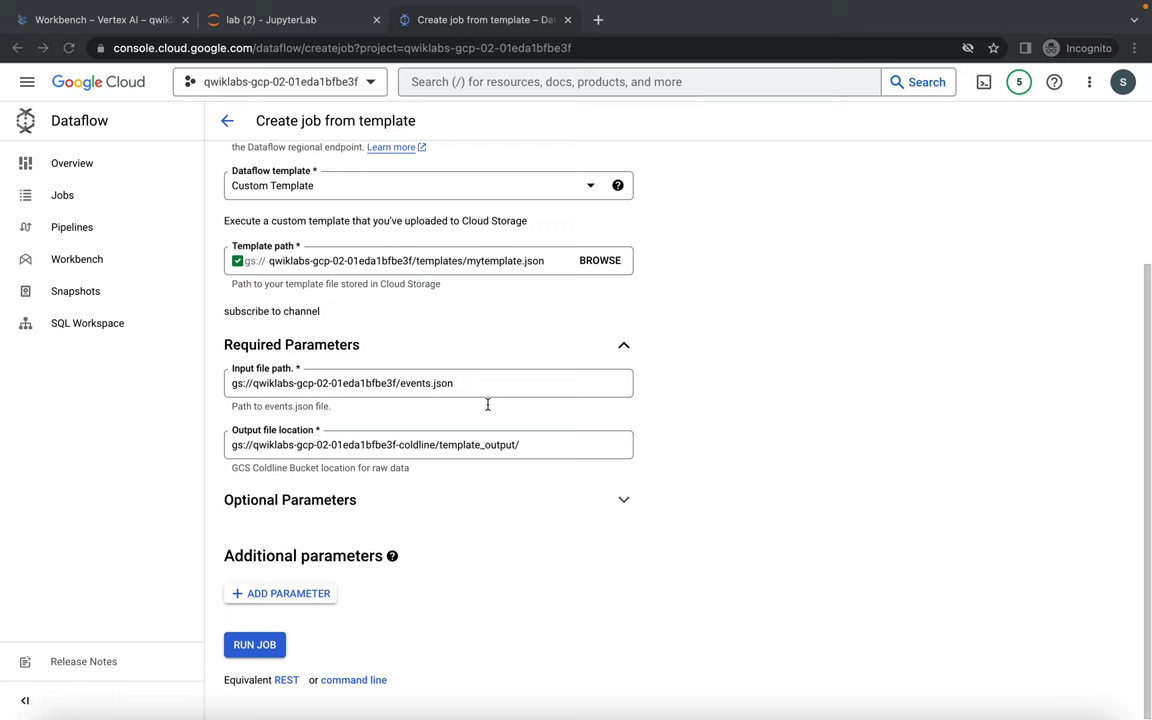 Workbench – Vertex AI – qwikl
lab (2) - JupyterLab
Create job from template – Dat
console.cloud.google.com/dataflow/createjob?project=qwiklabs-gcp-02-01eda1bfbe3f
Incognito
Google Cloud
qwiklabs-gcp-02-01eda1bfbe3f
Search (/) for resources, docs, products, and more
Search
5
S
Dataflow
Create job from template
the Dataflow regional endpoint. Learn more
Overview
Jobs
Pipelines
Workbench
Snapshots
SQL Workspace
Dataflow template *
Custom Template
Execute a custom template that you've uploaded to Cloud Storage
Template path *
gs:// qwiklabs-gcp-02-01eda1bfbe3f/templates/mytemplate.json BROWSE
Path to your template file stored in Cloud Storage
subscribe to channel
Required Parameters
Input file path. *
gs://qwiklabs-gcp-02-01eda1bfbe3f/events.json
Path to events.json file.
Output file location *
gs://qwiklabs-gcp-02-01eda1bfbe3f-coldline/template_output/
GCS Coldline Bucket location for raw data
Optional Parameters
Additional parameters
+ ADD PARAMETER
RUN JOB
Equivalent REST or command line
Release Notes